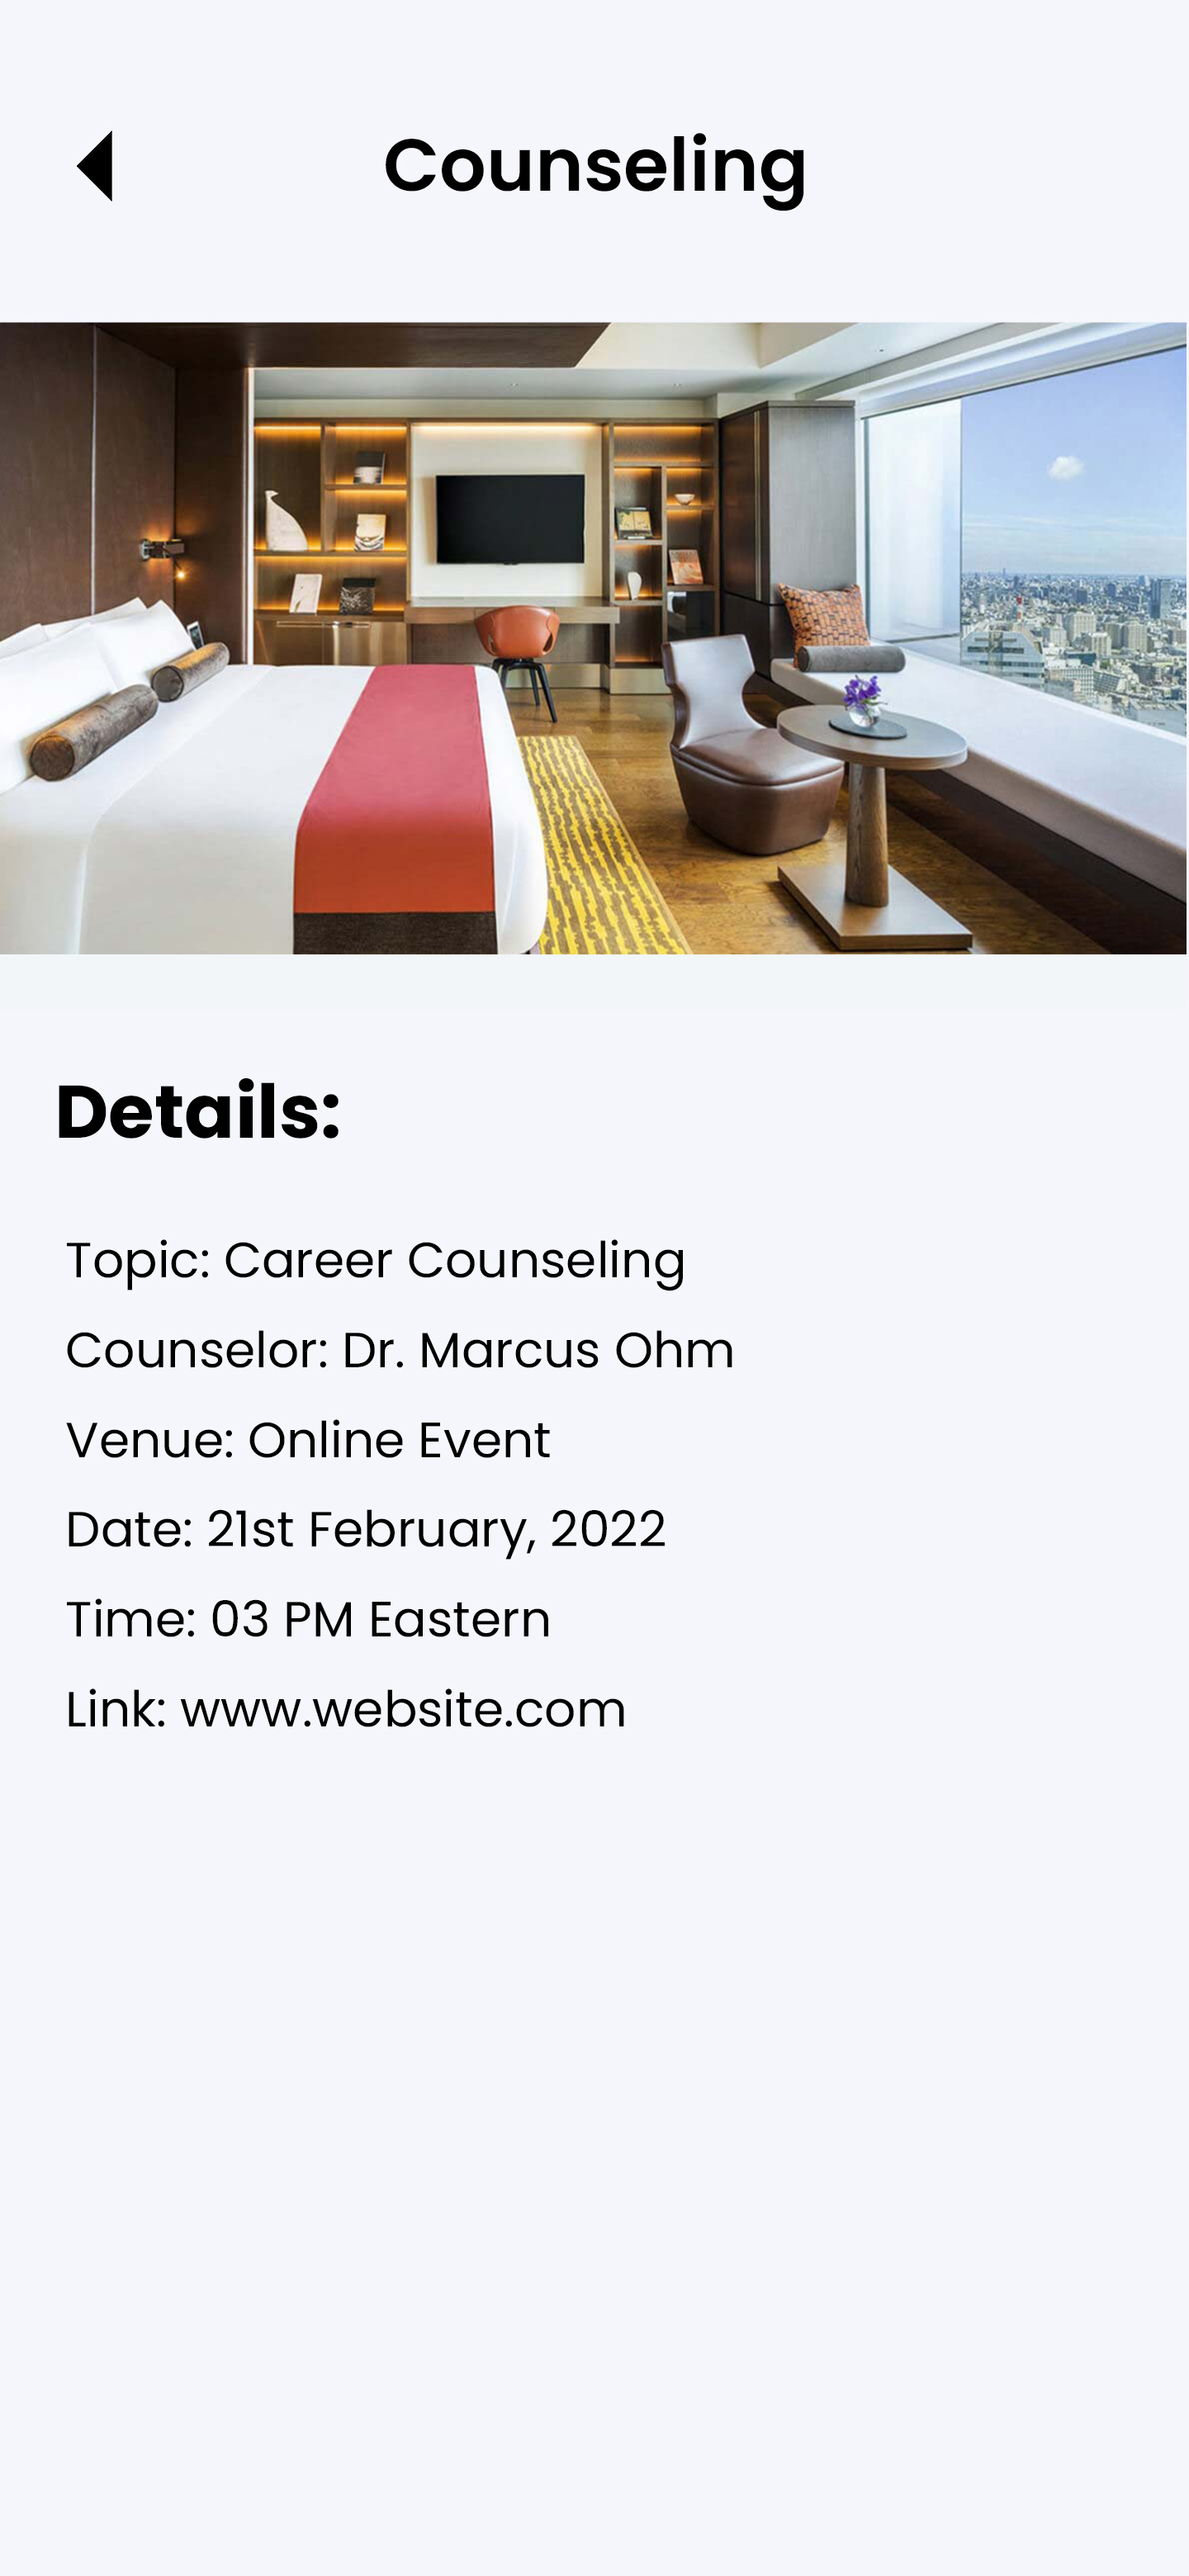 Counseling
Details:
Topic: Career Counseling
Counselor: Dr. Marcus Ohm
Venue: Online Event
Date: 21st February, 2022
Time: 03 PM Eastern
Link: www.website.com